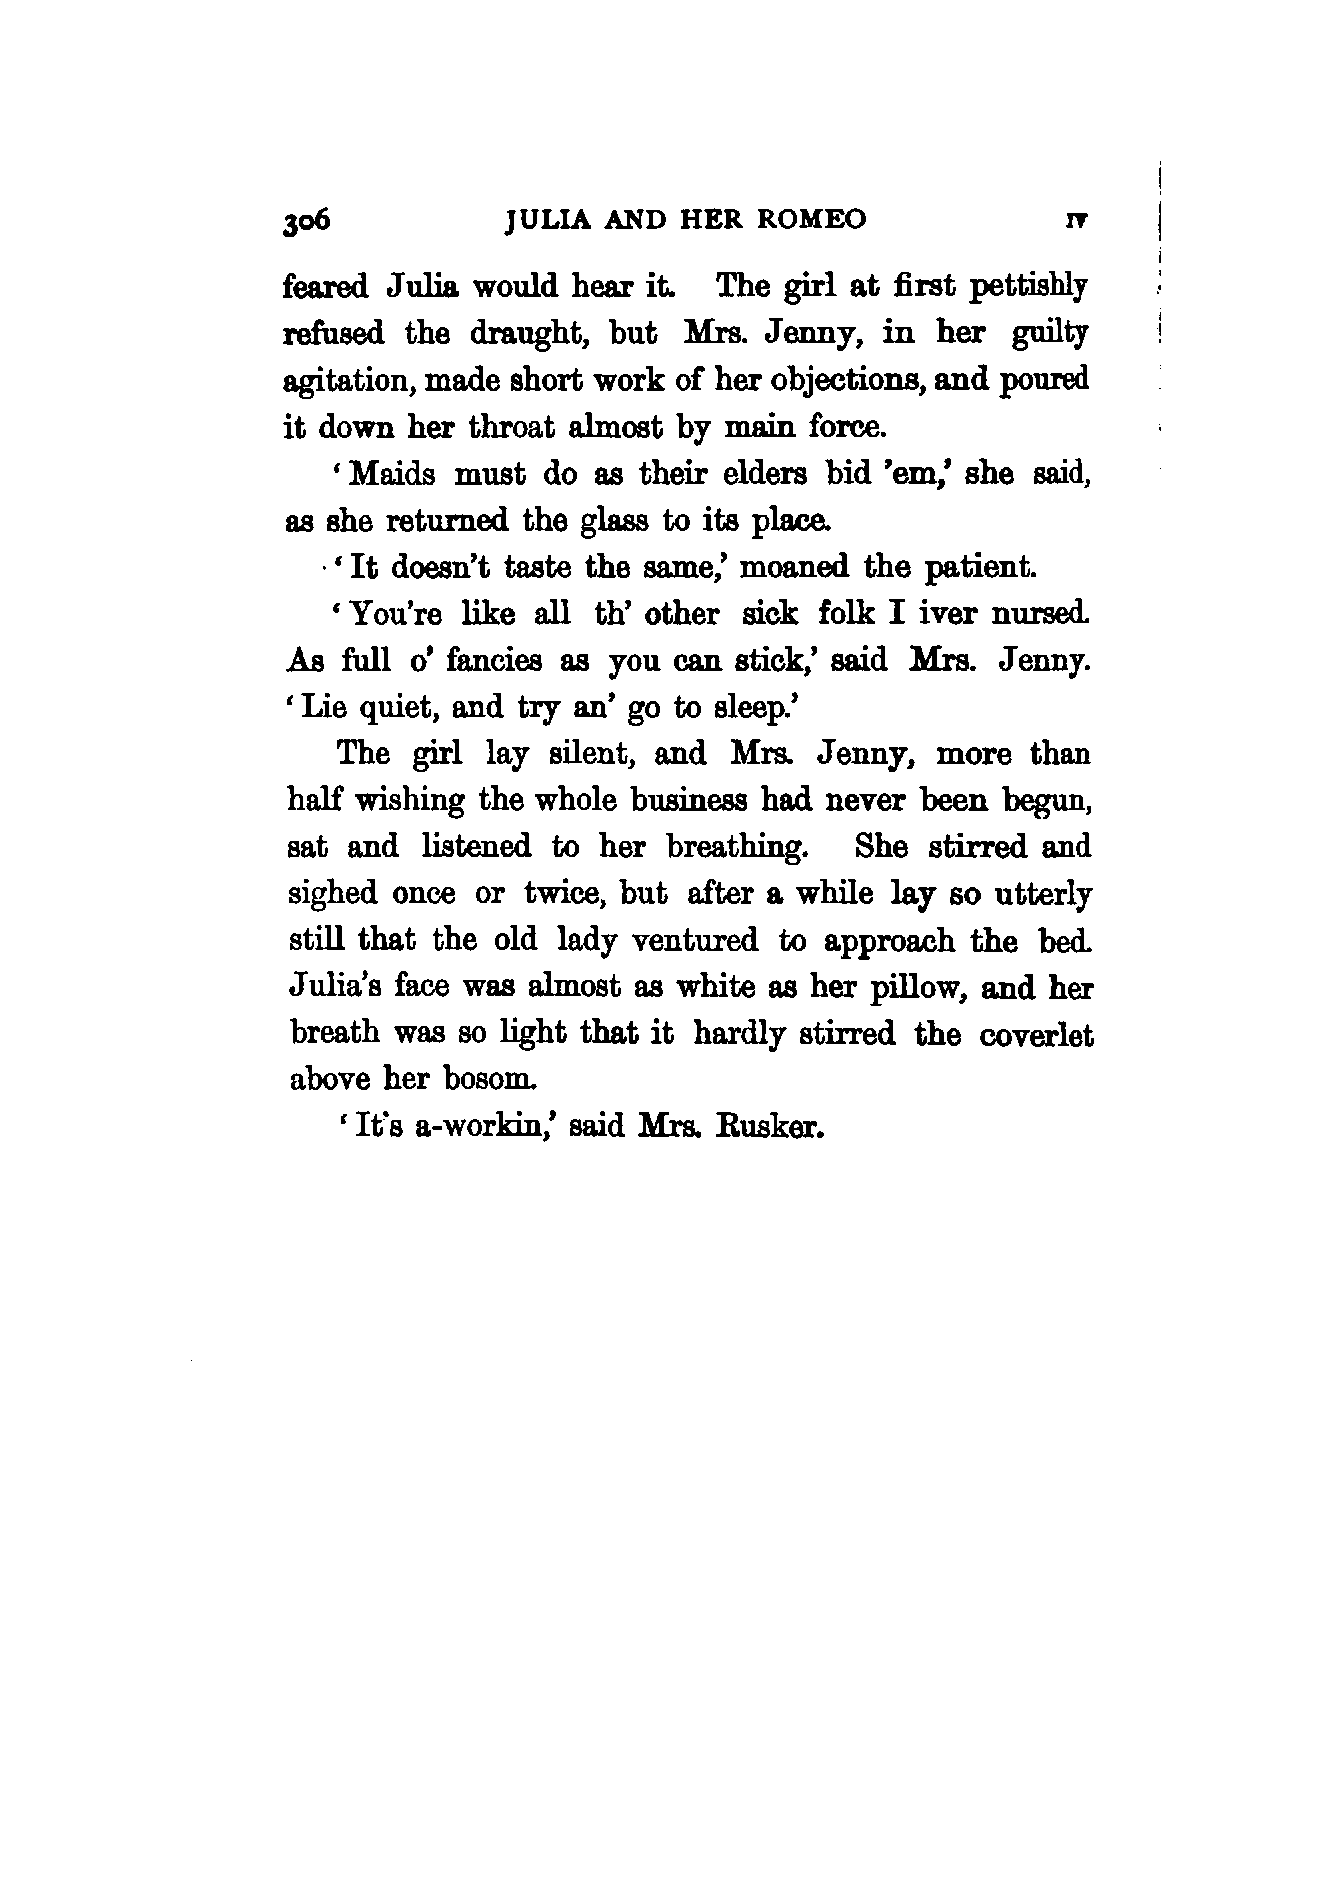 306 JULIA AND HER ROMEO IV
feared Julia would hear it. The girl at first pettishly
refused the draught, but Mrs. Jenny, in her guilty
agitation, made short work of her objections, and poured
it down her throat almost by main force.
‘Maids must do as their elders bid ’em,’ she said,
as she returned the glass to its place.
‘It doesn’t taste the same,’ moaned the patient.
‘You’re like all th’ other sick folk I iver nursed.
As full o’ fancies as you can stick,’ said Mrs. Jenny.
‘Lie quiet, and try an’ go to sleep.’
The girl lay silent, and Mrs. Jenny, more than
half wishing the whole business had never been begun,
sat and listened to her breathing. She stirred and
sighed once or twice, but after a while lay so utterly
still that the old lady ventured to approach the bed.
Julia’s face was almost as white as her pillow, and her
breath was so light that it hardly stirred the coverlet
above her bosom.
‘It’s a-workin,’ said Mrs. Rusker.